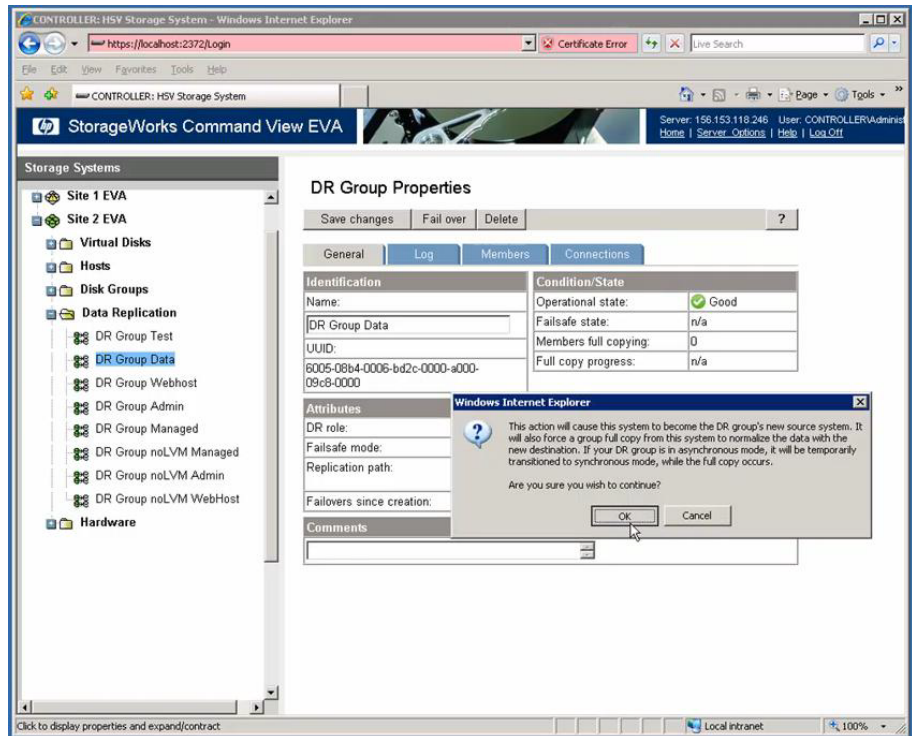 CONTROLLER: HSV Storage System - Windows Internet Explorer
https://localhost:2372/Login
Certificate Error
Live Search
File Edit View Favorites Tools Help
CONTROLLER: HSV Storage System
Page Tools
StorageWorks Command View EVA
Server: 156.153.118.246 User: CONTROLLER\Administ
Home | Server Options | Help | Log Off
Storage Systems
Site 1 EVA
Site 2 EVA
Virtual Disks
Hosts
Disk Groups
Data Replication
DR Group Test
DR Group Data
DR Group Webhost
DR Group Admin
DR Group Managed
DR Group noLVM Managed
DR Group noLVM Admin
DR Group noLVM WebHost
Hardware
DR Group Properties
Save changes Fail over Delete ?
General Log Members Connections
Identification
Name:
DR Group Data
UUID:
6005-08b4-0006-bd2c-0000-a000-
09c8-0000
Condition/State
Operational state: Good
Failsafe state: n/a
Members full copying: 0
Full copy progress: n/a
Attributes
DR role:
Failsafe mode:
Replication path:
Failovers since creation:
Comments
Windows Internet Explorer
This action will cause this system to become the DR group's new source system. It
will also force a group full copy from this system to normalize the data with the
new destination. If your DR group is in asynchronous mode, it will be temporarily
transitioned to synchronous mode, while the full copy occurs.
Are you sure you wish to continue?
OK Cancel
Click to display properties and expand/contract
Local intranet
100%